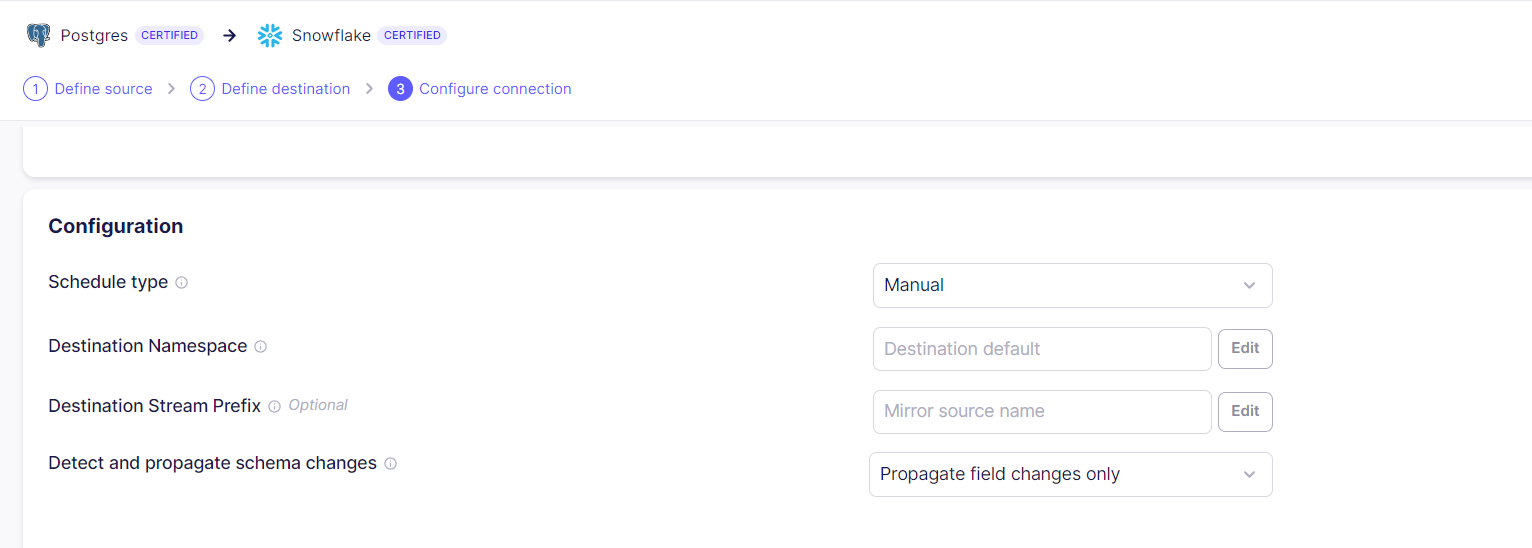 Postgres CERTIFIED → Snowflake CERTIFIED
1 Define source > 2 Define destination > 3 Configure connection
Configuration
Schedule type Manual
Destination Namespace Destination default Edit
Destination Stream Prefix Optional Mirror source name Edit
Detect and propagate schema changes Propagate field changes only